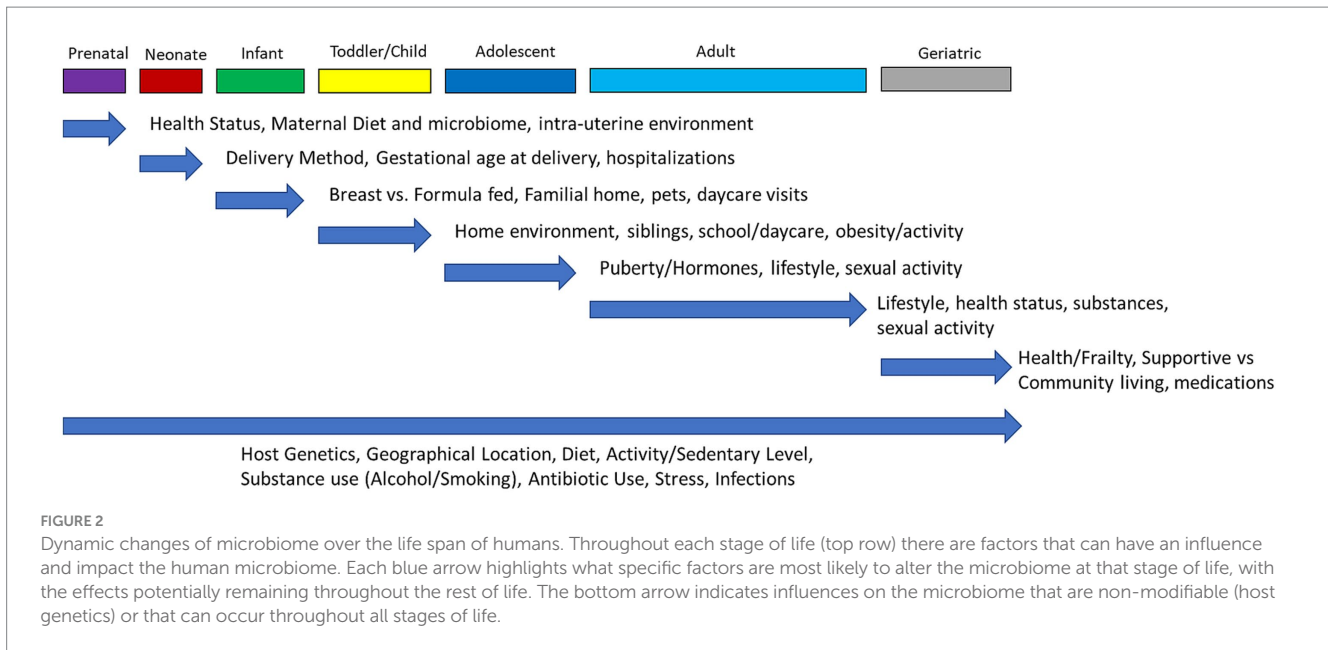 Prenatal Neonate Infant Toddler/Child Adolescent Adult Geriatric
Health Status, Maternal Diet and microbiome, intra-uterine environment
Delivery Method, Gestational age at delivery, hospitalizations
Breast vs. Formula fed, Familial home, pets, daycare visits
Home environment, siblings, school/daycare, obesity/activity
Puberty/Hormones, lifestyle, sexual activity
Lifestyle, health status, substances,
sexual activity
Health/Frailty, Supportive vs
Community living, medications
Host Genetics, Geographical Location, Diet, Activity/Sedentary Level,
Substance use (Alcohol/Smoking), Antibiotic Use, Stress, Infections
FIGURE 2
Dynamic changes of microbiome over the life span of humans. Throughout each stage of life (top row) there are factors that can have an influence
and impact the human microbiome. Each blue arrow highlights what specific factors are most likely to alter the microbiome at that stage of life, with
the effects potentially remaining throughout the rest of life. The bottom arrow indicates influences on the microbiome that are non-modifiable (host
genetics) or that can occur throughout all stages of life.